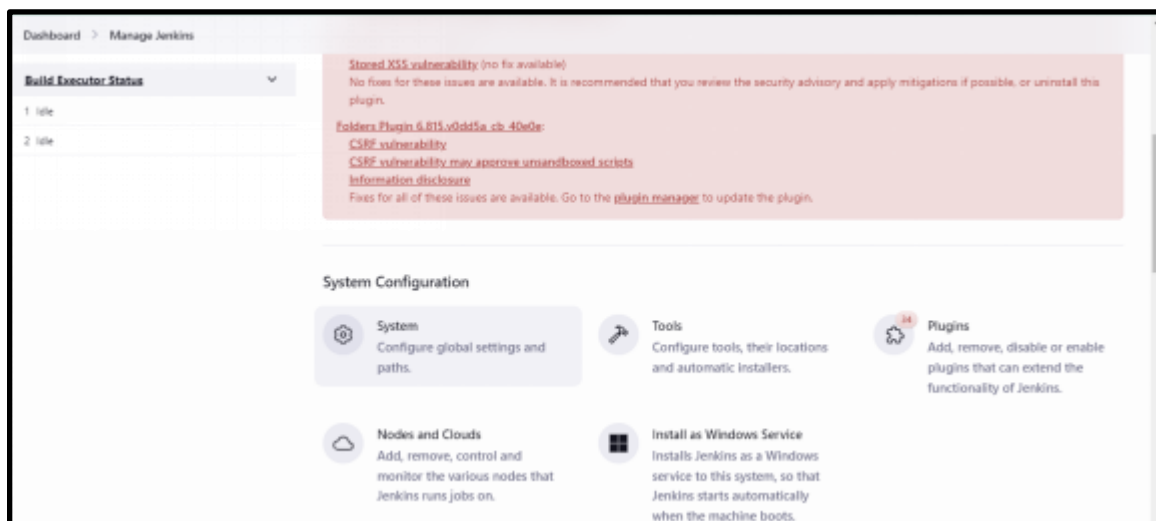 Dashboard > Manage Jenkins
Build Executor Status
1 Idle
2 Idle
Stored XSS vulnerability (no fix available)
No fixes for these issues are available. It is recommended that you review the security advisory and apply mitigations if possible, or uninstall this
plugin.
Folders Plugin 6.815.v0dd5a_cb_40e0e:
CSRF vulnerability
CSRF vulnerability may approve unsandboxed scripts
Information disclosure
Fixes for all of these issues are available. Go to the plugin manager to update the plugin.
System Configuration
System
Configure global settings and
paths.
Tools
Configure tools, their locations
and automatic installers.
34
Plugins
Add, remove, disable or enable
plugins that can extend the
functionality of Jenkins.
Nodes and Clouds
Add, remove, control and
monitor the various nodes that
Jenkins runs jobs on.
Install as Windows Service
Installs Jenkins as a Windows
service to this system, so that
Jenkins starts automatically
when the machine boots.